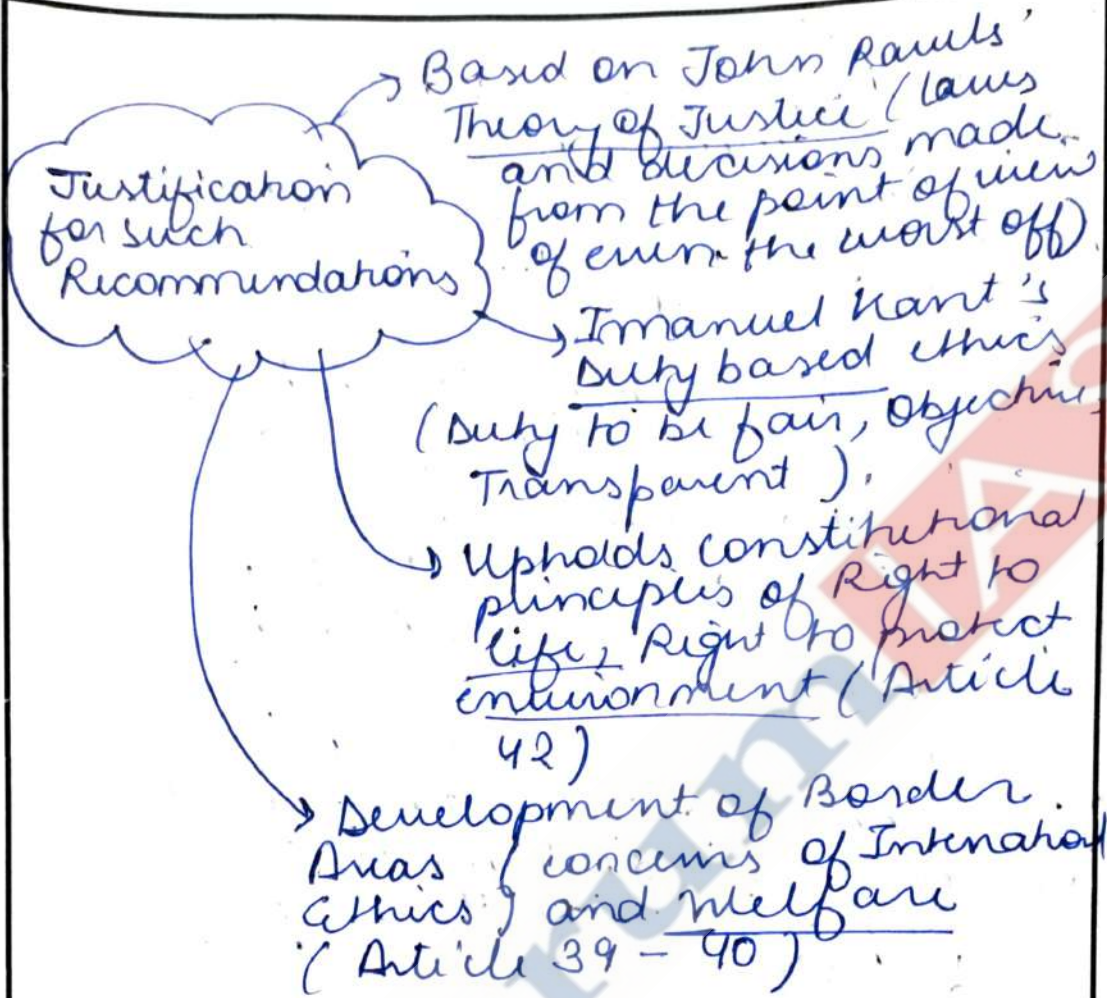 Justification
for such
Recommendations
Based on John Rawls'
Theory of Justice (laws
and decisions made
from the point of view
of even the worst off)
Imanuel Kant's
Duty based ethics
(Duty to be fair, Objective,
Transparent).
Upholds constitutional
principles of Right to
life, Right to protect
environment (Article
42)
Development of Border
Areas (concerns of Internationl
Ethics) and Welfare
(Article 39 - 40)